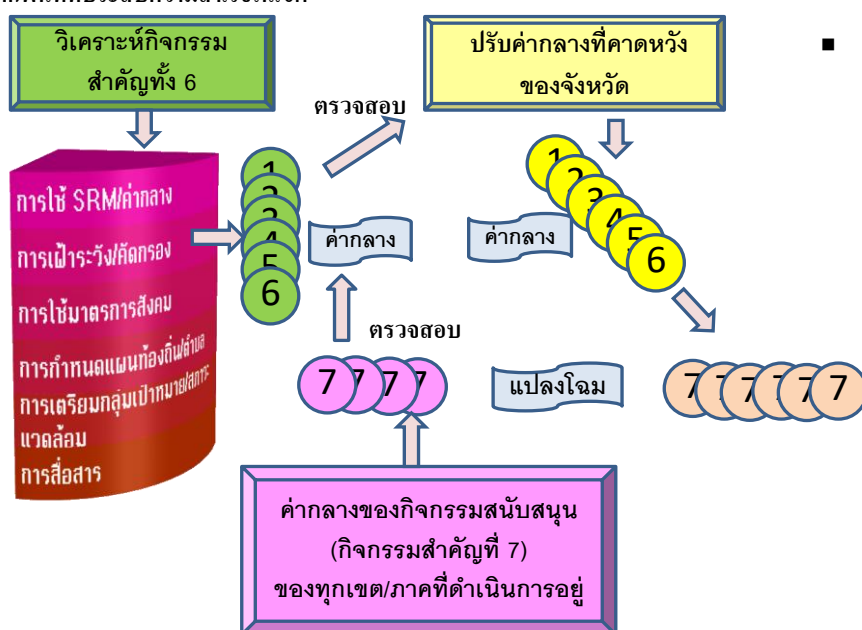 วิเคราะห์กิจกรรม
สำคัญทั้ง 6
ปรับค่ากลางที่คาดหวัง
ของจังหวัด
ตรวจสอบ
การใช้ SRM/ค่ากลาง
การเฝ้าระวัง/คัดกรอง
การใช้มาตรการสังคม
การกำหนดแผนท้องถิ่น/ตำบล
การเตรียมกลุ่มเป้าหมาย/สภาวะ
แวดล้อม
การสื่อสาร
1
2
3
4
5
6
ค่ากลาง
ค่ากลาง
1
2
3
4
5
6
ตรวจสอบ
7 7 7 7
แปลงโฉม
7 7 7 7 7 7
ค่ากลางของกิจกรรมสนับสนุน
(กิจกรรมสำคัญที่ 7)
ของทุกเขต/ภาคที่ดำเนินการอยู่